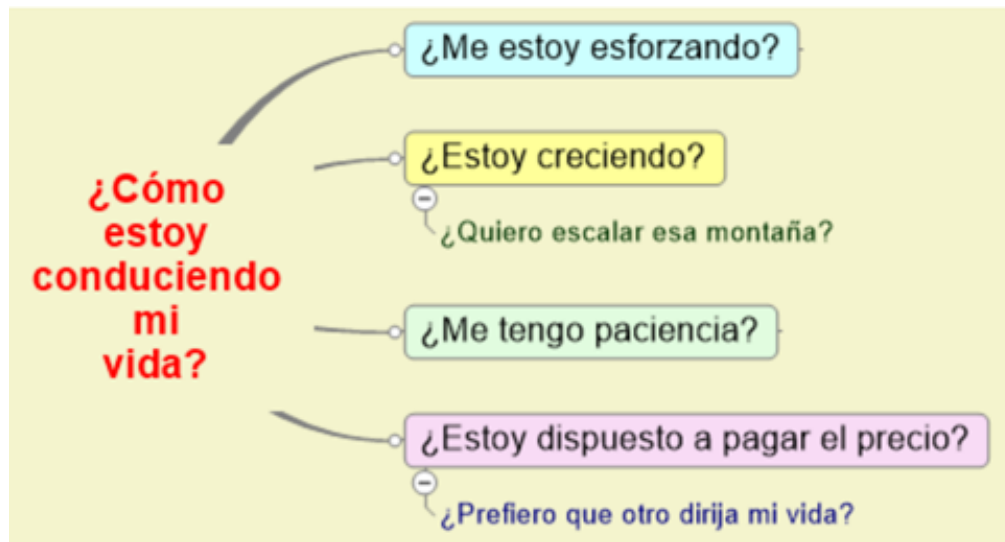 ¿Cómo
estoy
conduciendo
mi
vida?
¿Me estoy esforzando?
¿Estoy creciendo?
¿Quiero escalar esa montaña?
¿Me tengo paciencia?
¿Estoy dispuesto a pagar el precio?
¿Prefiero que otro dirija mi vida?